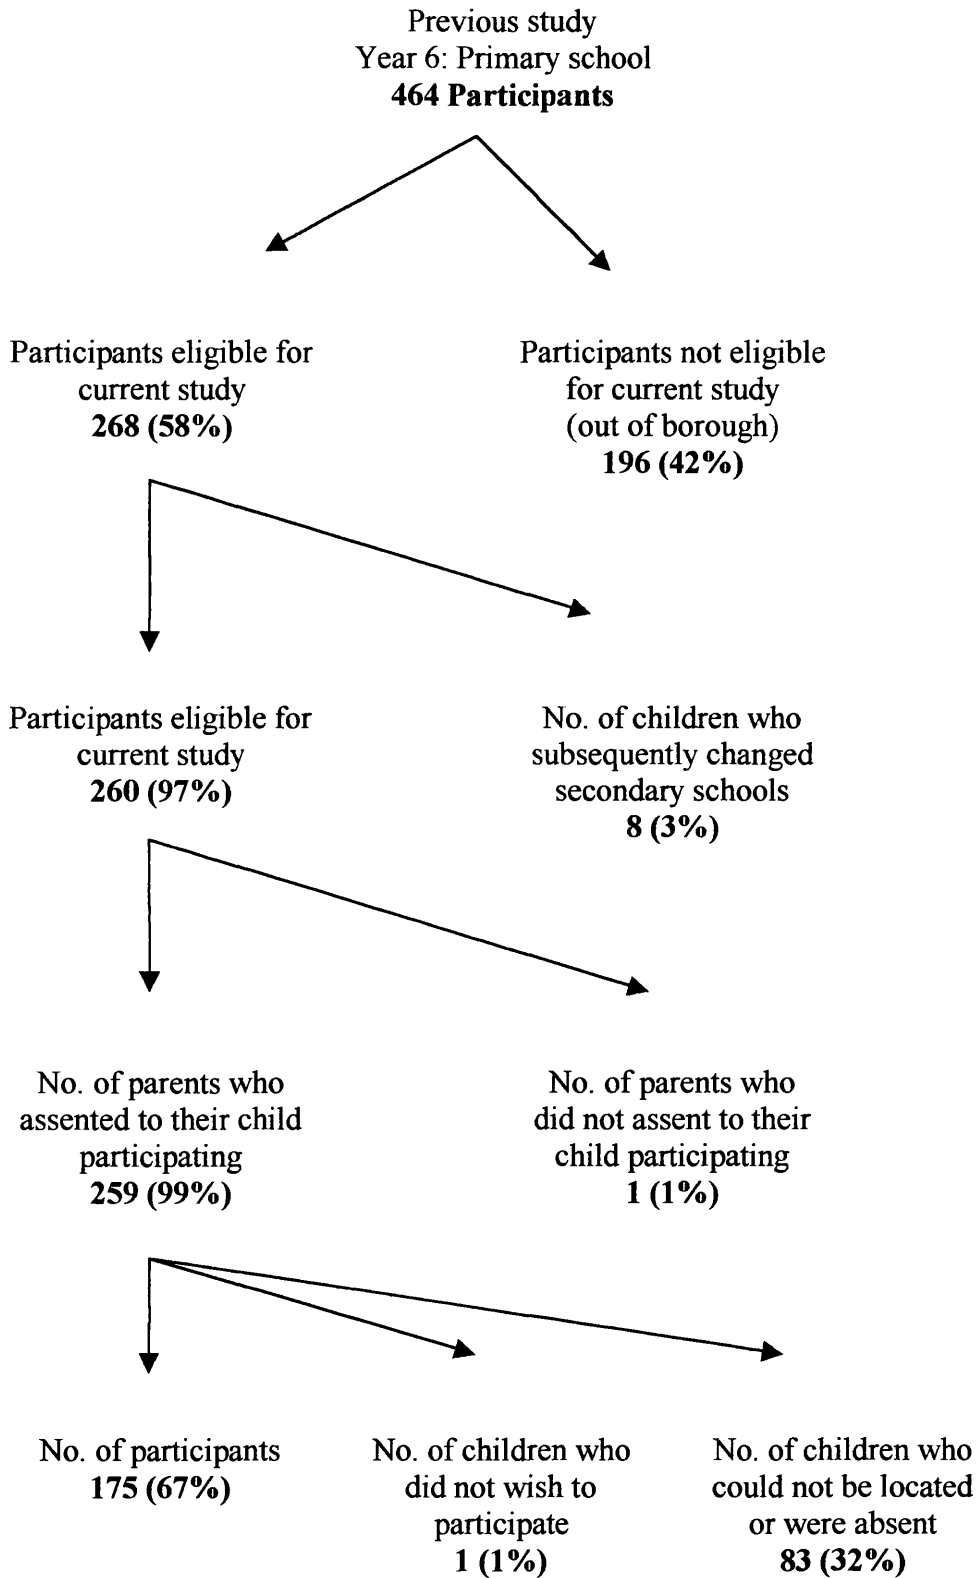 Previous study
Year 6: Primary school
464 Participants
Participants eligible for
current study
268 (58%)
Participants not eligible
for current study
(out of borough)
196 (42%)
Participants eligible for
current study
260 (97%)
No. of children who
subsequently changed
secondary schools
8 (3%)
No. of parents who
assented to their child
participating
259 (99%)
No. of parents who
did not assent to their
child participating
1 (1%)
No. of participants
175 (67%)
No. of children who
did not wish to
participate
1 (1%)
No. of children who
could not be located
or were absent
83 (32%)